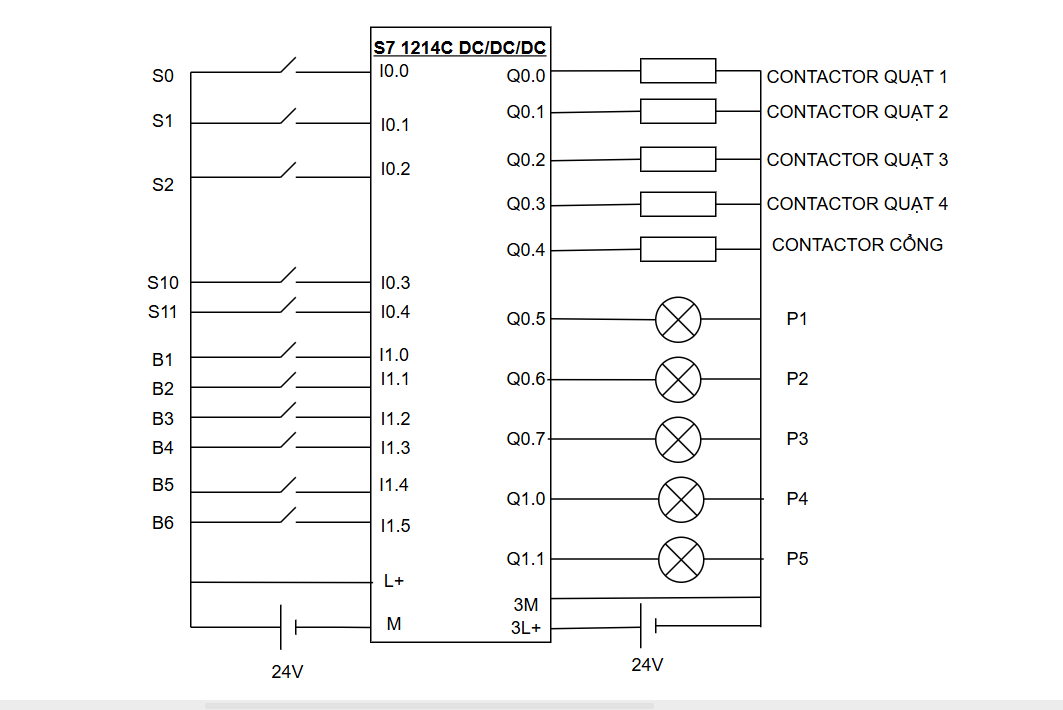 S7 1214C DC/DC/DC
S0 I0.0 Q0.0 CONTACTOR QUẠT 1
S1 I0.1 Q0.1 CONTACTOR QUẠT 2
S2 I0.2 Q0.2 CONTACTOR QUẠT 3
Q0.3 CONTACTOR QUẠT 4
Q0.4 CONTACTOR CỔNG
S10 I0.3
S11 I0.4 Q0.5 P1
B1 I1.0
B2 I1.1 Q0.6 P2
B3 I1.2
B4 I1.3 Q0.7 P3
B5 I1.4 Q1.0 P4
B6 I1.5
Q1.1 P5
L+
3M
M 3L+
24V 24V